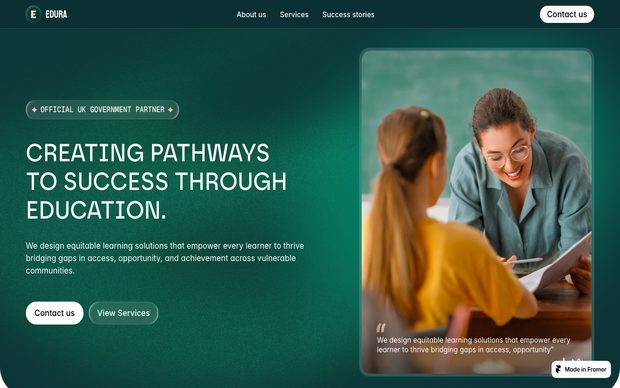 E EDURA
About us Services Success stories
Contact us
✦ OFFICIAL UK GOVERNMENT PARTNER ✦
CREATING PATHWAYS
TO SUCCESS THROUGH
EDUCATION.
We design equitable learning solutions that empower every learner to thrive
bridging gaps in access, opportunity, and achievement across vulnerable
communities.
Contact us View Services
“
We design equitable learning solutions that empower every
learner to thrive bridging gaps in access, opportunity”
Made in Framer